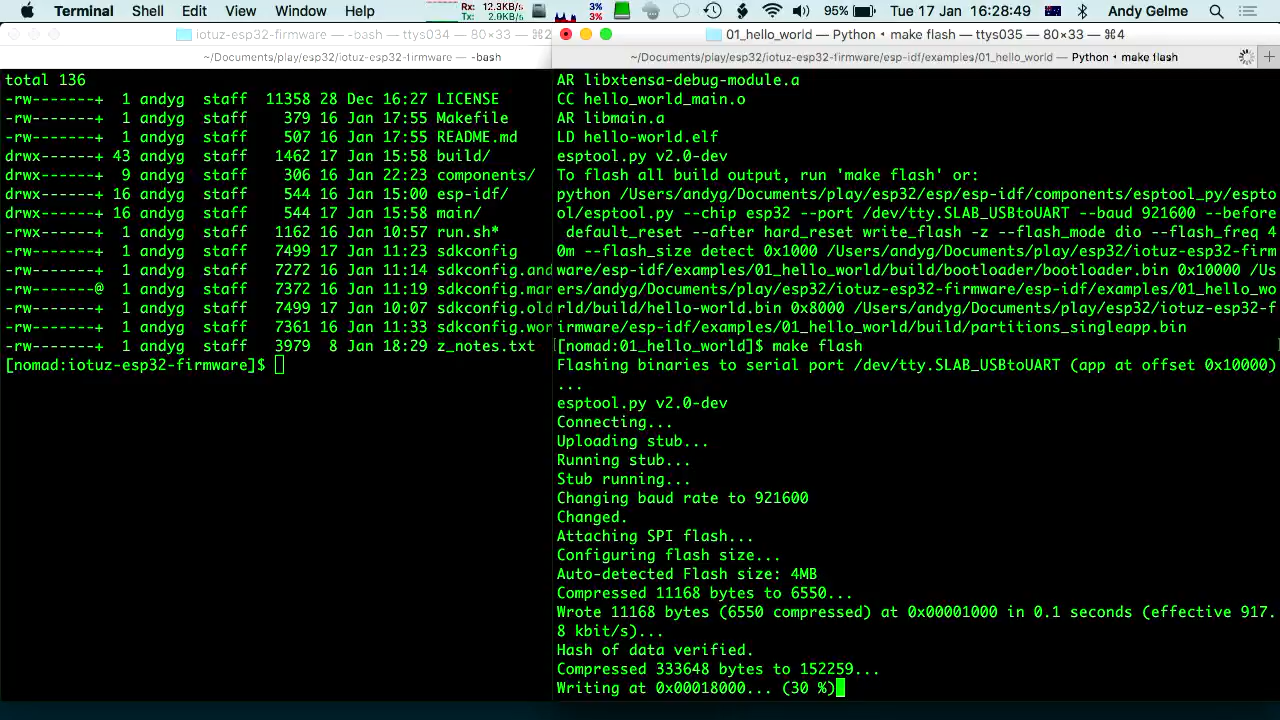 Terminal Shell Edit View Window Help Rx: 12.3KB/s Tx: 2.0KB/s 3% 3% 95% Tue 17 Jan 16:28:49 Andy Gelme
iotuz-esp32-firmware — -bash — ttys034 — 80×33 — ⌘2
~/Documents/play/esp32/iotuz-esp32-firmware — -bash
total 136
-rw-------+ 1 andyg staff 11358 28 Dec 16:27 LICENSE
-rw-------+ 1 andyg staff 379 16 Jan 17:55 Makefile
-rw-------+ 1 andyg staff 507 16 Jan 17:55 README.md
drwx------+ 43 andyg staff 1462 17 Jan 15:58 build/
drwx------+ 9 andyg staff 306 16 Jan 22:23 components/
drwx------+ 16 andyg staff 544 16 Jan 15:00 esp-idf/
drwx------+ 16 andyg staff 544 17 Jan 15:58 main/
-rwx------+ 1 andyg staff 1162 16 Jan 10:57 run.sh*
-rw-------+ 1 andyg staff 7499 17 Jan 11:23 sdkconfig
-rw-------+ 1 andyg staff 7272 16 Jan 11:14 sdkconfig.and
-rw-------@ 1 andyg staff 7372 16 Jan 11:19 sdkconfig.mar
-rw-------+ 1 andyg staff 7499 17 Jan 10:07 sdkconfig.old
-rw-------+ 1 andyg staff 7361 16 Jan 11:33 sdkconfig.wor
-rw-------+ 1 andyg staff 3979 8 Jan 18:29 z_notes.txt
[nomad:iotuz-esp32-firmware]$
01_hello_world — Python • make flash — ttys035 — 80×33 — ⌘4
~/Documents/play/esp32/iotuz-esp32-firmware/esp-idf/examples/01_hello_world — Python • make flash
AR libxtensa-debug-module.a
CC hello_world_main.o
AR libmain.a
LD hello-world.elf
esptool.py v2.0-dev
To flash all build output, run 'make flash' or:
python /Users/andyg/Documents/play/esp32/esp/esp-idf/components/esptool_py/espto
ol/esptool.py --chip esp32 --port /dev/tty.SLAB_USBtoUART --baud 921600 --before
default_reset --after hard_reset write_flash -z --flash_mode dio --flash_freq 4
0m --flash_size detect 0x1000 /Users/andyg/Documents/play/esp32/iotuz-esp32-firm
ware/esp-idf/examples/01_hello_world/build/bootloader/bootloader.bin 0x10000 /Us
ers/andyg/Documents/play/esp32/iotuz-esp32-firmware/esp-idf/examples/01_hello_wo
rld/build/hello-world.bin 0x8000 /Users/andyg/Documents/play/esp32/iotuz-esp32-f
irmware/esp-idf/examples/01_hello_world/build/partitions_singleapp.bin
[nomad:01_hello_world]$ make flash
Flashing binaries to serial port /dev/tty.SLAB_USBtoUART (app at offset 0x10000)
...
esptool.py v2.0-dev
Connecting...
Uploading stub...
Running stub...
Stub running...
Changing baud rate to 921600
Changed.
Attaching SPI flash...
Configuring flash size...
Auto-detected Flash size: 4MB
Compressed 11168 bytes to 6550...
Wrote 11168 bytes (6550 compressed) at 0x00001000 in 0.1 seconds (effective 917.
8 kbit/s)...
Hash of data verified.
Compressed 333648 bytes to 152259...
Writing at 0x00018000... (30 %)